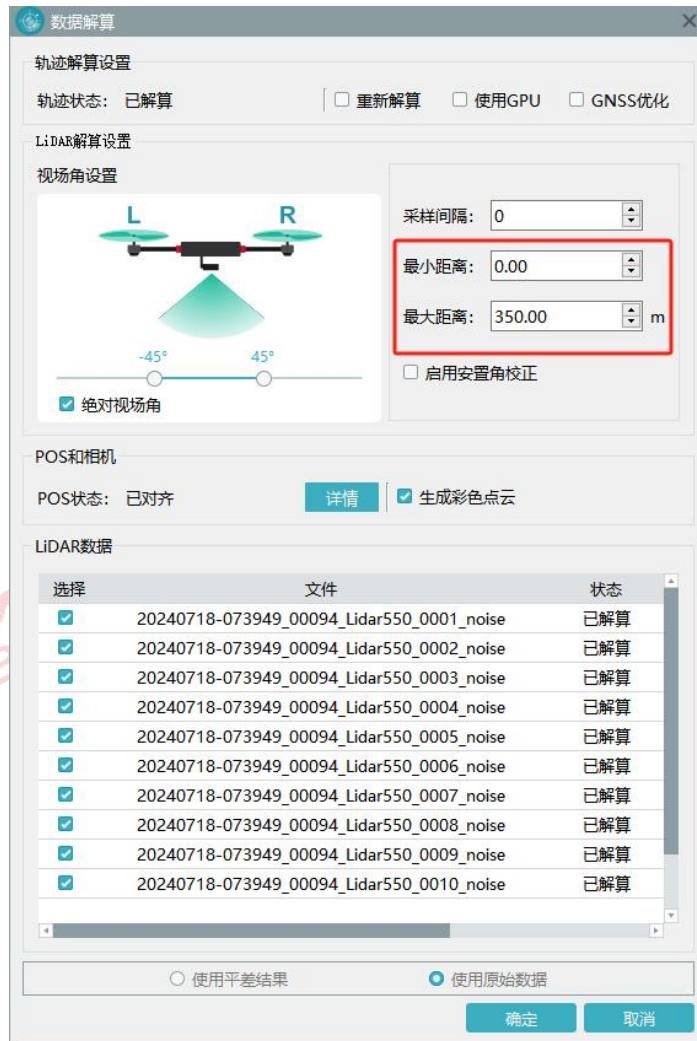 数据解算
轨迹解算设置
轨迹状态： 已解算 重新解算 使用GPU GNSS优化
LiDAR解算设置
视场角设置
L R
-45° 45°
绝对视场角
采样间隔： 0
最小距离： 0.00
最大距离： 350.00 m
启用安置角校正
POS和相机
POS状态： 已对齐 详情 生成彩色点云
LiDAR数据
选择 文件 状态
20240718-073949_00094_Lidar550_0001_noise 已解算
20240718-073949_00094_Lidar550_0002_noise 已解算
20240718-073949_00094_Lidar550_0003_noise 已解算
20240718-073949_00094_Lidar550_0004_noise 已解算
20240718-073949_00094_Lidar550_0005_noise 已解算
20240718-073949_00094_Lidar550_0006_noise 已解算
20240718-073949_00094_Lidar550_0007_noise 已解算
20240718-073949_00094_Lidar550_0008_noise 已解算
20240718-073949_00094_Lidar550_0009_noise 已解算
20240718-073949_00094_Lidar550_0010_noise 已解算
使用平差结果 使用原始数据
确定 取消